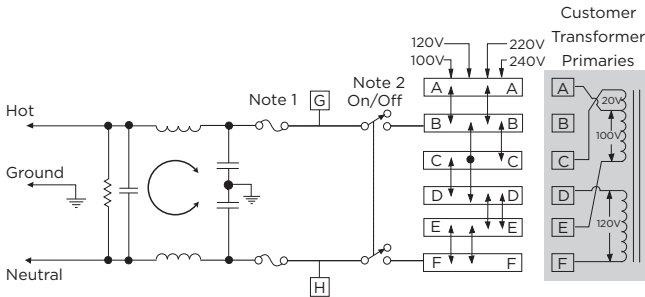 Customer
Transformer
Primaries
120V
220V
100V
240V
Note 1
G
Note 2
On/Off
A A
A
20V
Hot
B B
B
100V
C C
C
Ground
D D
D
E E
E
120V
F F
F
Neutral
H